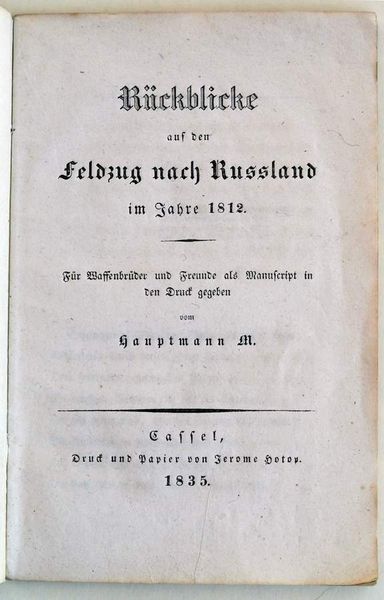 Rückblicke
auf den
Feldzug nach Russland
im Jahre 1812.
Für Waffenbrüder und Freunde als Manuscript in
den Druck gegeben
vom
Hauptmann M.
Cassel,
Druck und Papier von Jerome Hotop.
1835.